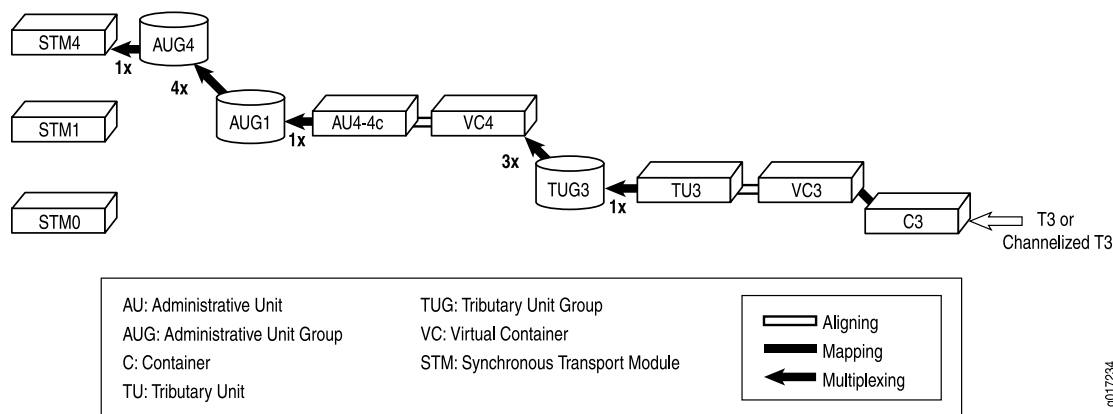 STM4
AUG4
1x
4x
STM1
AUG1
1x
AU4-4c
VC4
3x
STM0
TUG3
1x
TU3
VC3
C3
T3 or
Channelized T3
AU: Administrative Unit
AUG: Administrative Unit Group
C: Container
TU: Tributary Unit
TUG: Tributary Unit Group
VC: Virtual Container
STM: Synchronous Transport Module
Aligning
Mapping
Multiplexing
g017234